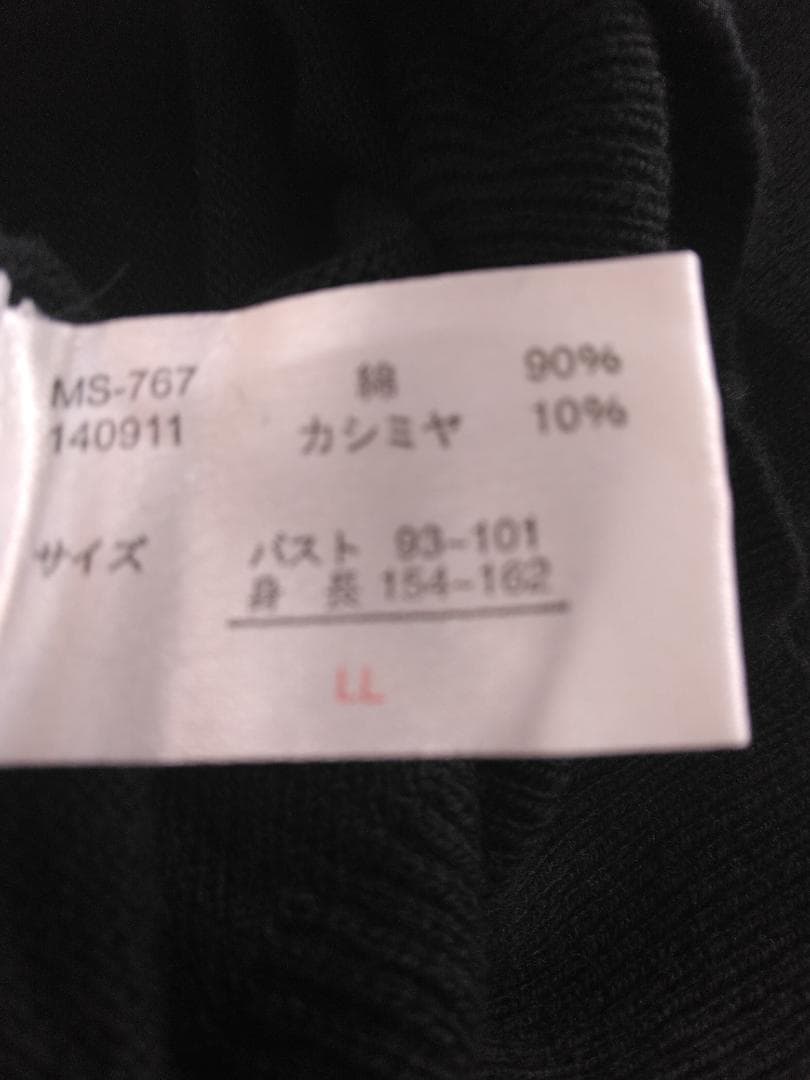 MS-767 綿 90%
140911 カシミヤ 10%
サイズ バスト 93-101
身 長 154-162
LL